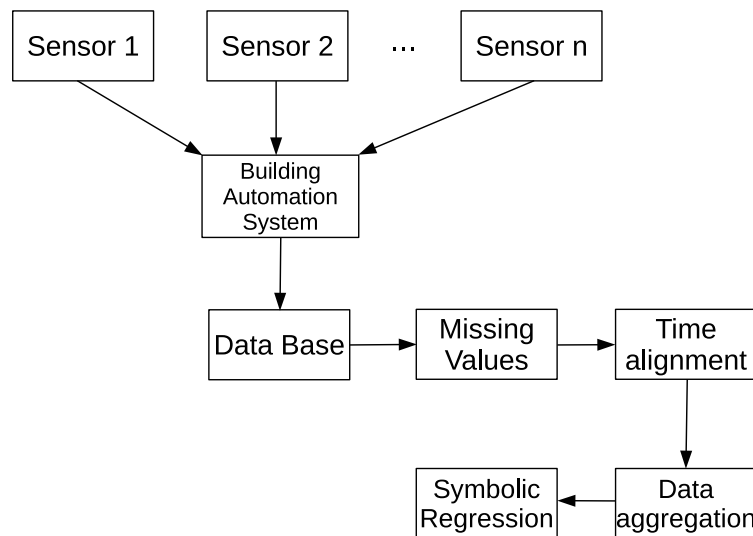 Sensor 1
Sensor 2
...
Sensor n
Building
Automation
System
Data Base
Missing
Values
Time
alignment
Symbolic
Regression
Data
aggregation